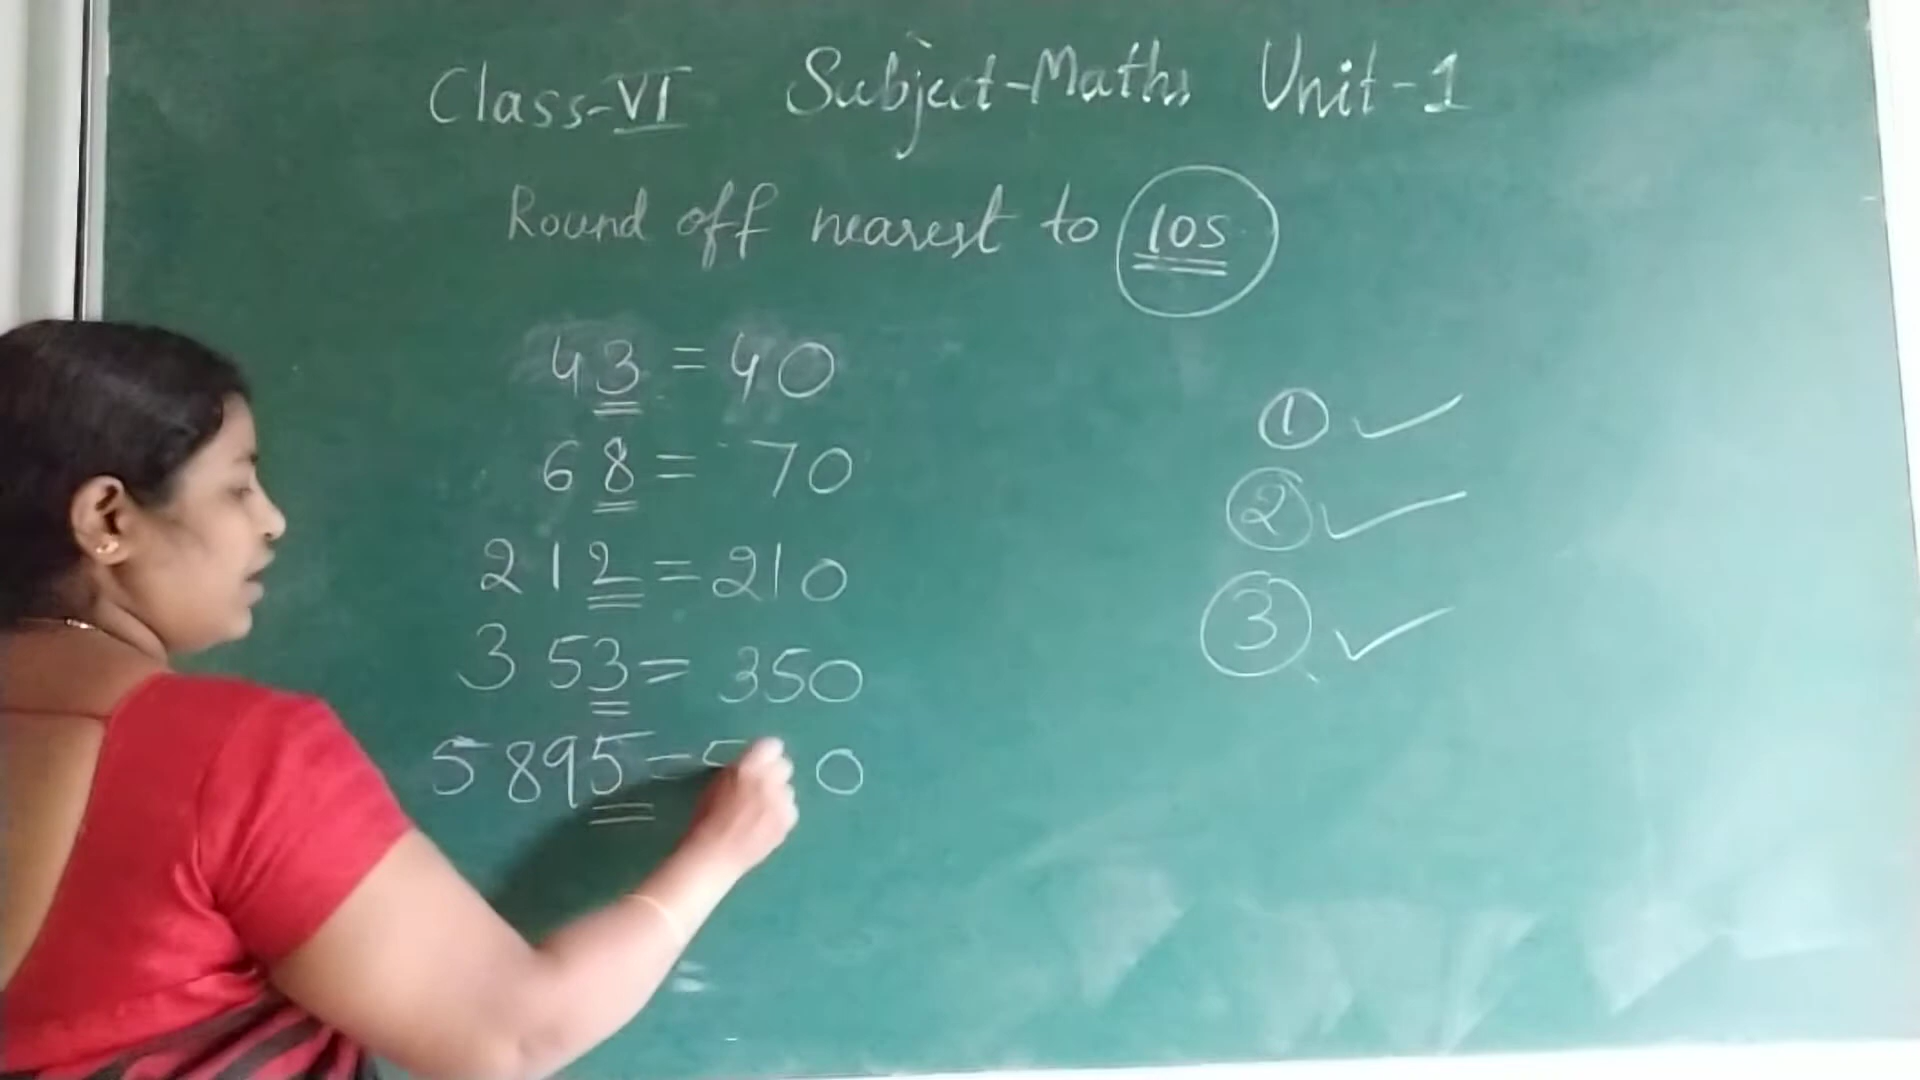 Class-VI Subject-Maths Unit-1
Round off nearest to 10s
43 = 40
68 = 70
212 = 210
353 = 350
5895 = 5 0
1 ✓
2 ✓
3 ✓